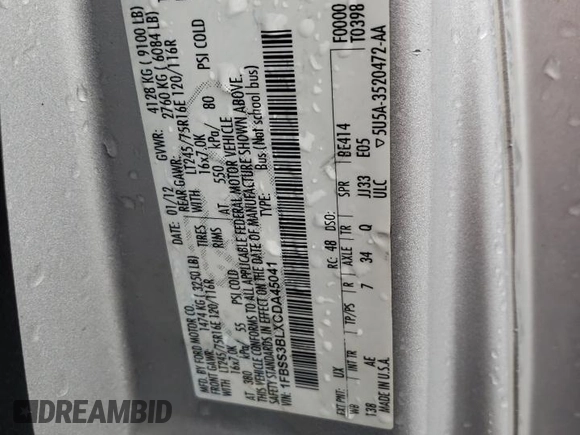 MFD. BY FORD MOTOR CO.
DATE: 01/12 GVWR: 4128 KG ( 9100 LB)
FRONT GAWR: 1474 KG ( 3250 LB) REAR GAWR: 2760 KG ( 6084 LB)
LT245/75R16E 120/116R TIRES WITH LT245/75R16E 120/116R
16x7.0K RIMS 16x7.0K
AT 380 kPa/ 55 PSI COLD AT 550 kPa/ 80 PSI COLD
THIS VEHICLE CONFORMS TO ALL APPLICABLE FEDERAL MOTOR VEHICLE
SAFETY STANDARDS IN EFFECT ON THE DATE OF MANUFACTURE SHOWN ABOVE.
VIN: 1FBSS3BLXCDA45041
TYPE: Bus (Not school bus)
F0000
T0398
EXT PNT: UX RC: 48 DSO: BE414
WB INT TR TP/PS R AXLE TR SPR E05
138 AE 7 34 Q JJ33
MADE IN U.S.A. ULC
▽5U5A-3520472-AA
DREAMBID